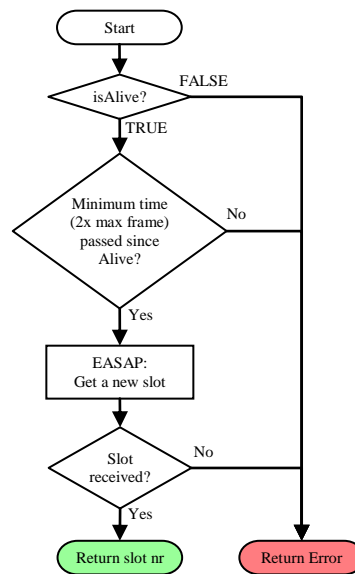 Start
FALSE
isAlive?
TRUE
Minimum time
(2x max frame)
passed since
Alive?
No
Yes
EASAP:
Get a new slot
Slot
received?
No
Yes
Return slot nr
Return Error